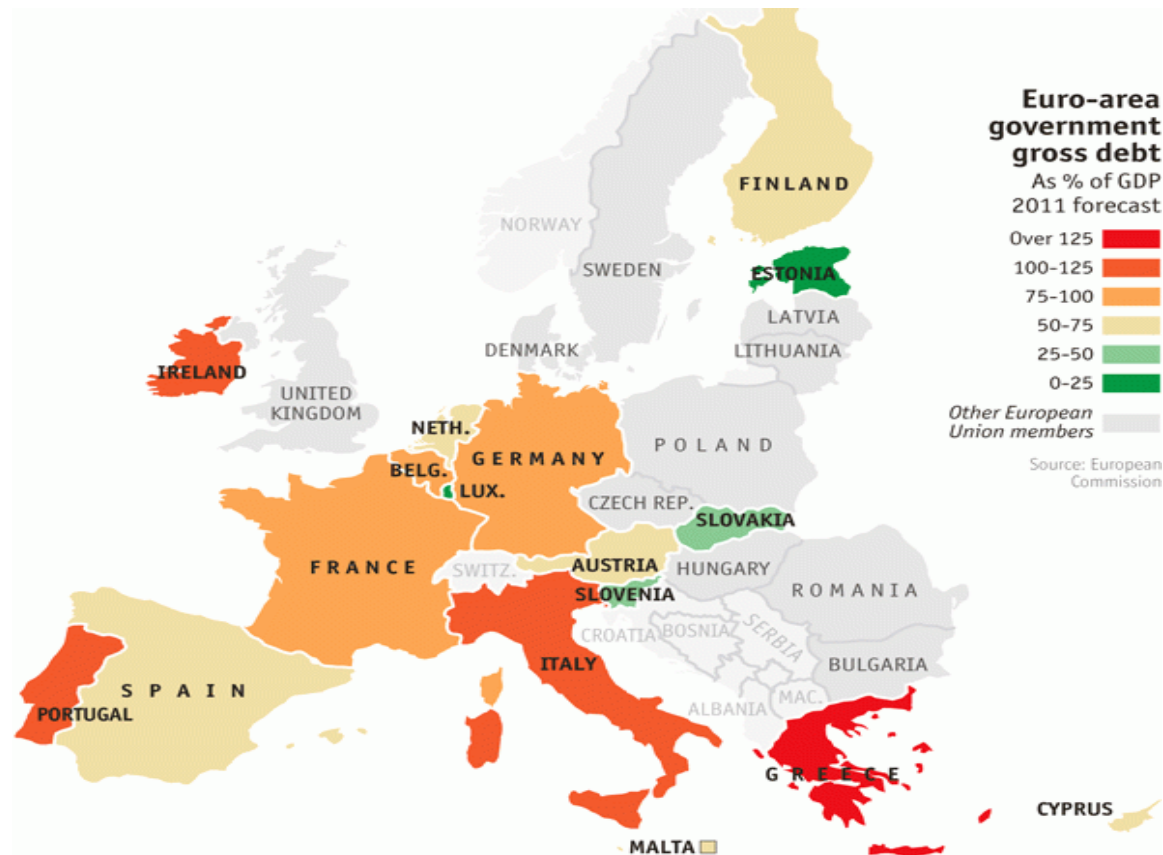 Euro-area
government
gross debt
As % of GDP
2011 forecast
Over 125
100-125
75-100
50-75
25-50
0-25
Other European
Union members
Source: European
Commission
FINLAND
NORWAY
SWEDEN
ESTONIA
LATVIA
LITHUANIA
DENMARK
IRELAND
UNITED
KINGDOM
NETH.
BELG.
GERMANY
POLAND
LUX.
CZECH REP.
SLOVAKIA
FRANCE
SWITZ.
AUSTRIA
HUNGARY
SLOVENIA
ROMANIA
CROATIA
BOSNIA
SERBIA
ITALY
BULGARIA
SPAIN
PORTUGAL
ALBANIA
MAC.
GREECE
CYPRUS
MALTA